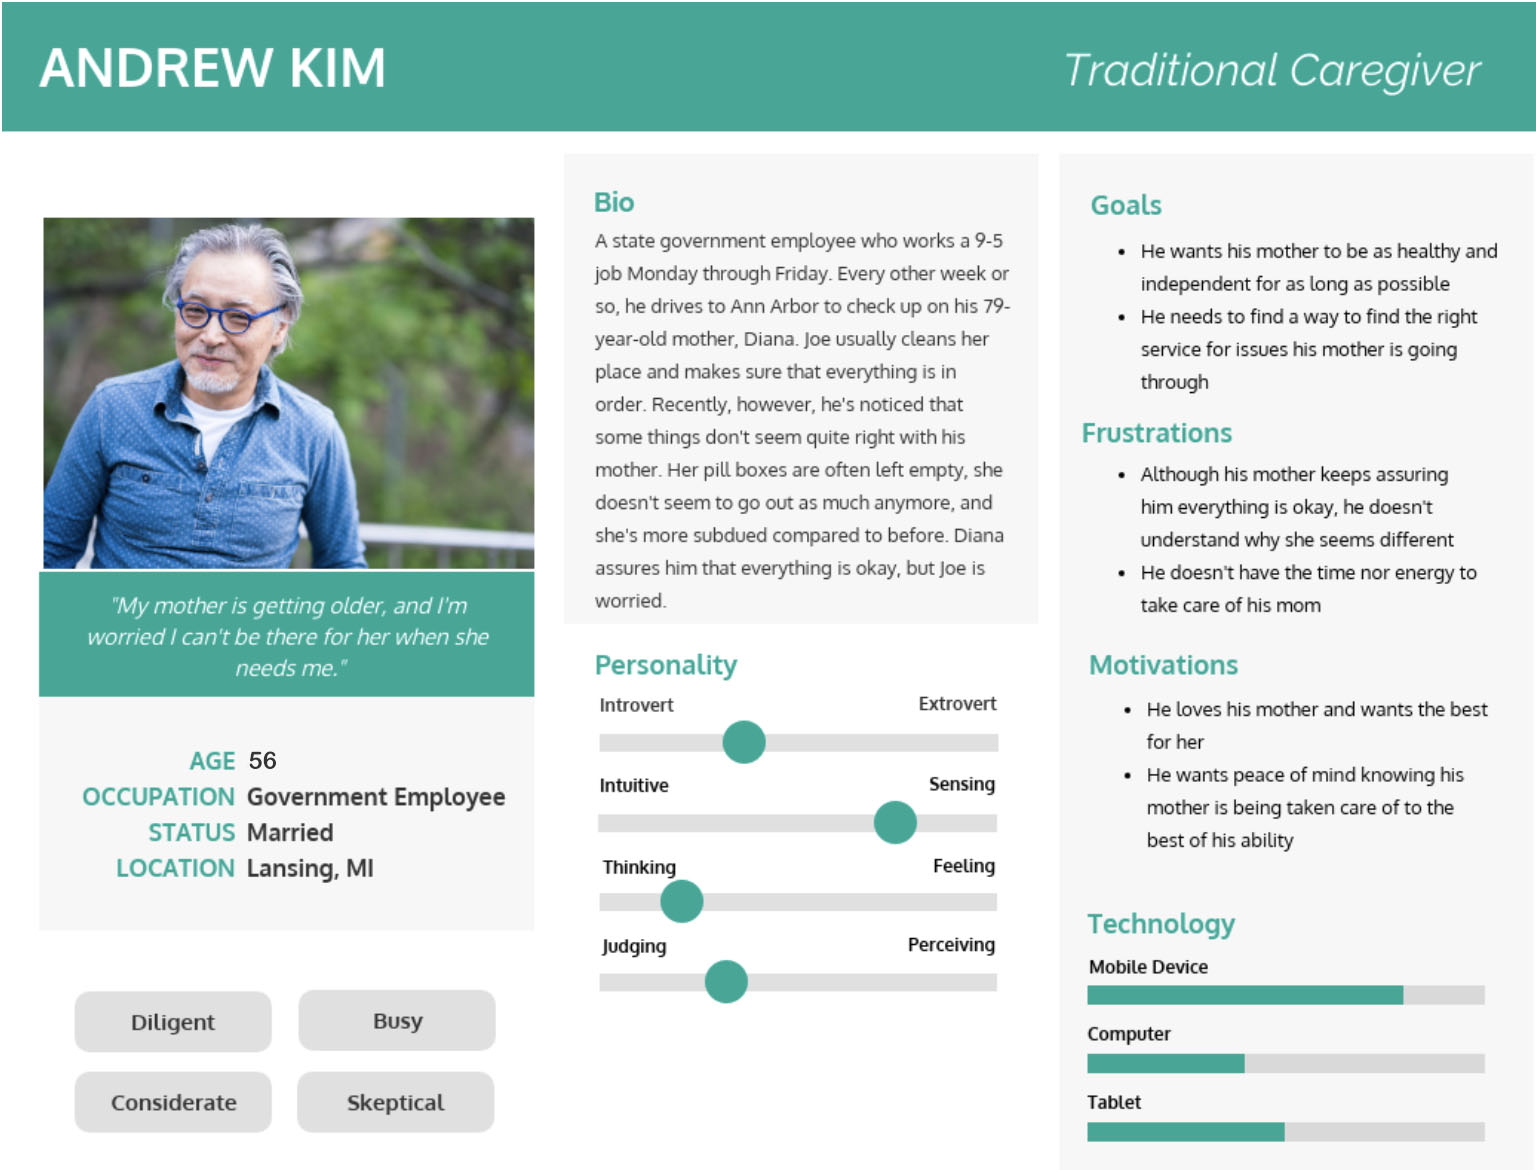 ANDREW KIM
Traditional Caregiver
"My mother is getting older, and I'm
worried I can't be there for her when she
needs me."
AGE 56
OCCUPATION Government Employee
STATUS Married
LOCATION Lansing, MI
Diligent
Busy
Considerate
Skeptical
Bio
A state government employee who works a 9-5
job Monday through Friday. Every other week or
so, he drives to Ann Arbor to check up on his 79-
year-old mother, Diana. Joe usually cleans her
place and makes sure that everything is in
order. Recently, however, he's noticed that
some things don't seem quite right with his
mother. Her pill boxes are often left empty, she
doesn't seem to go out as much anymore, and
she's more subdued compared to before. Diana
assures him that everything is okay, but Joe is
worried.
Personality
Introvert Extrovert
Intuitive Sensing
Thinking Feeling
Judging Perceiving
Goals
• He wants his mother to be as healthy and
independent for as long as possible
• He needs to find a way to find the right
service for issues his mother is going
through
Frustrations
• Although his mother keeps assuring
him everything is okay, he doesn't
understand why she seems different
• He doesn't have the time nor energy to
take care of his mom
Motivations
• He loves his mother and wants the best
for her
• He wants peace of mind knowing his
mother is being taken care of to the
best of his ability
Technology
Mobile Device
Computer
Tablet